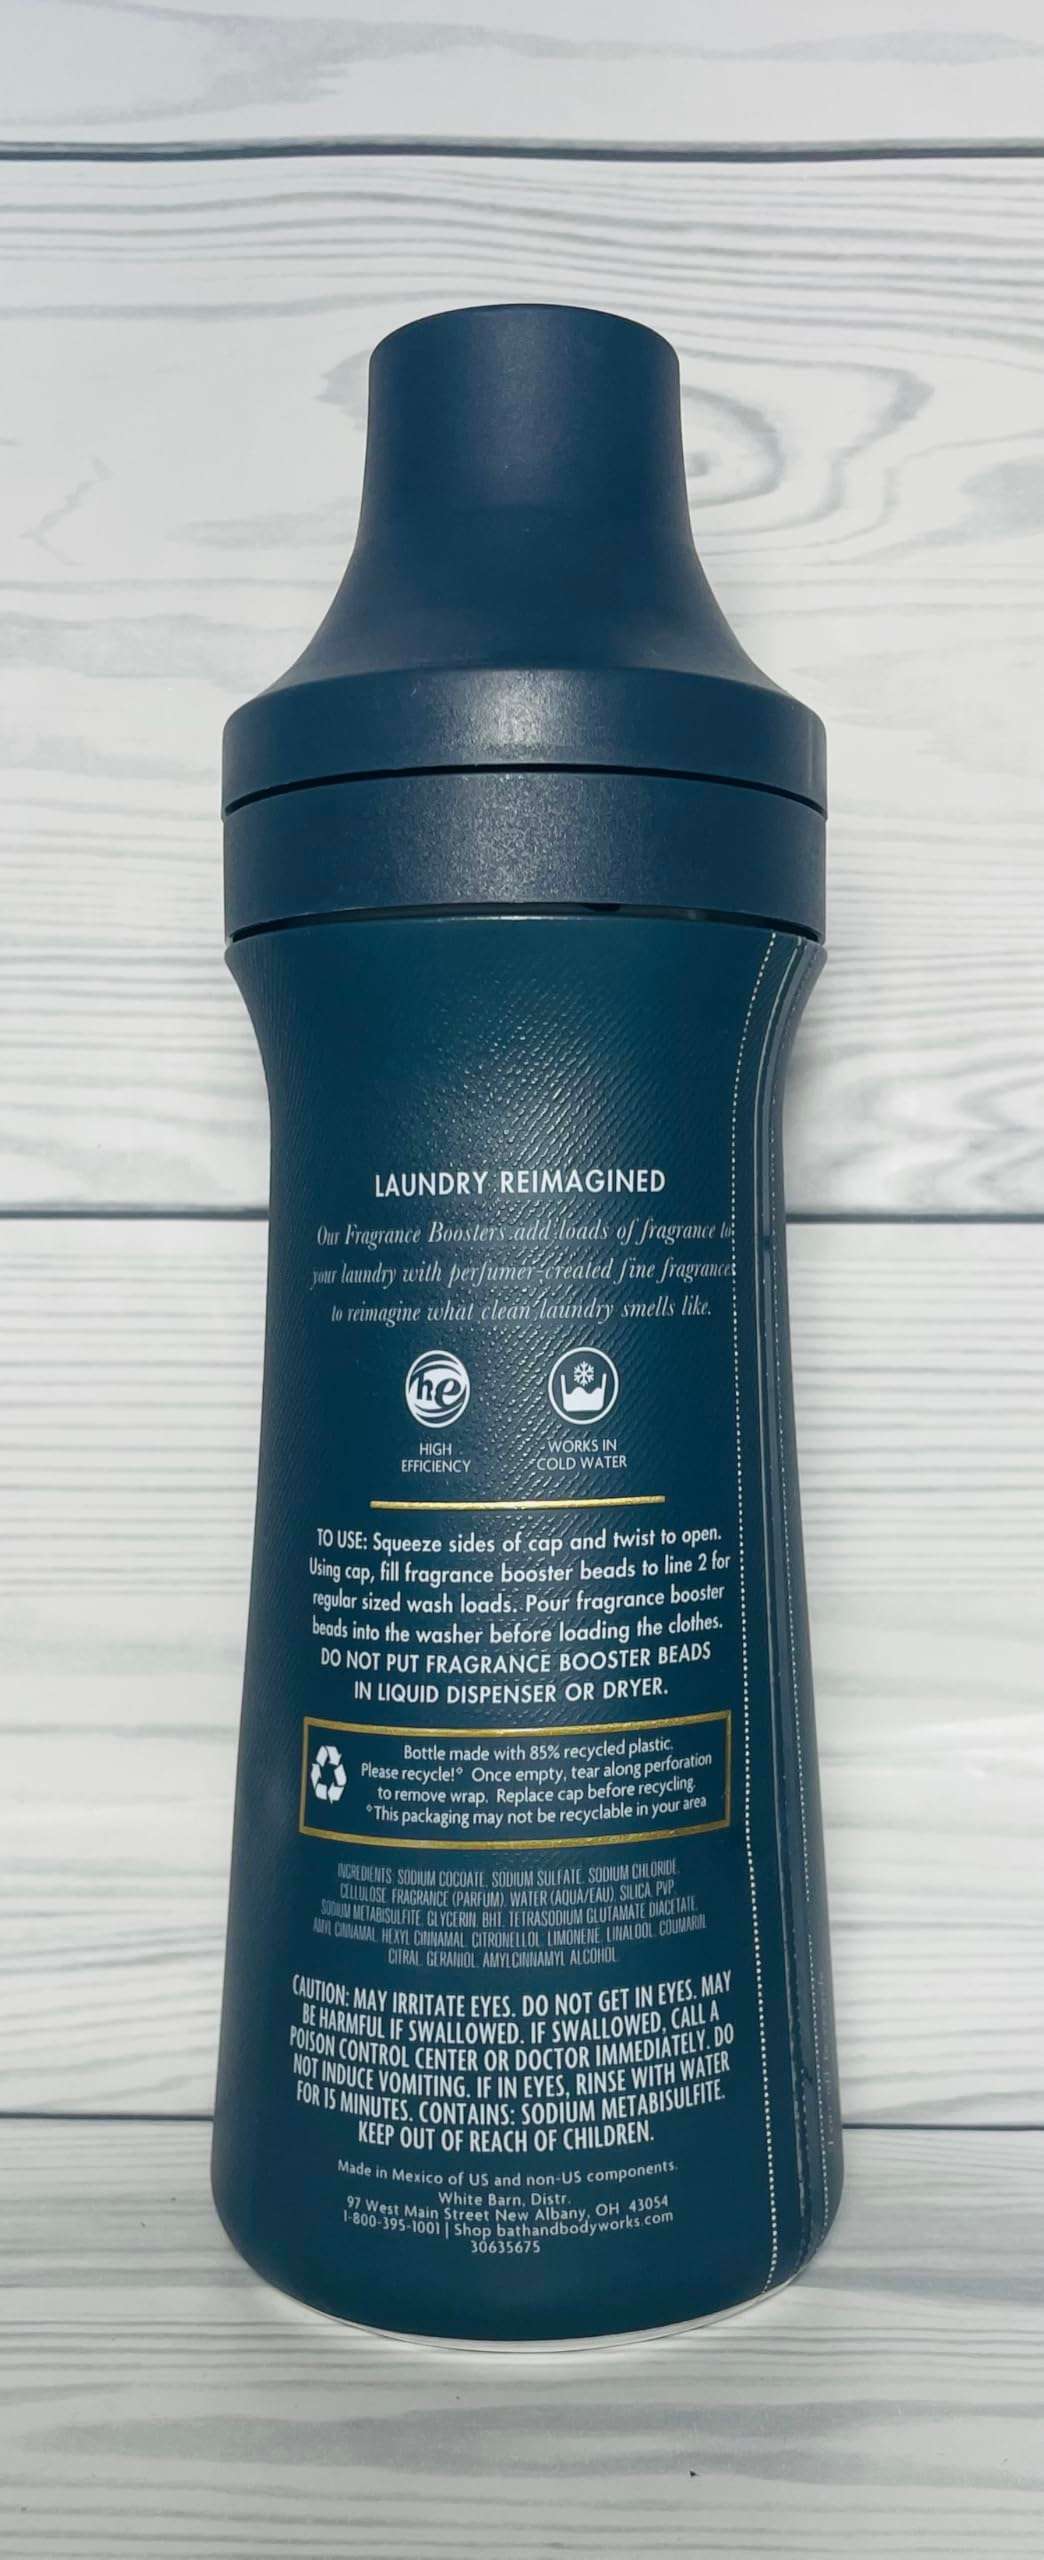 LAUNDRY REIMAGINED
Our Fragrance Boosters add loads of fragrance to
your laundry with perfumer-created fine fragrances
to reimagine what clean laundry smells like.
he
HIGH
EFFICIENCY
WORKS IN
COLD WATER
TO USE: Squeeze sides of cap and twist to open.
Using cap, fill fragrance booster beads to line 2 for
regular sized wash loads. Pour fragrance booster
beads into the washer before loading the clothes.
DO NOT PUT FRAGRANCE BOOSTER BEADS
IN LIQUID DISPENSER OR DRYER.
Bottle made with 85% recycled plastic.
Please recycle!° Once empty, tear along perforation
to remove wrap. Replace cap before recycling.
°This packaging may not be recyclable in your area
INGREDIENTS: SODIUM COCOATE, SODIUM SULFATE, SODIUM CHLORIDE,
CELLULOSE, FRAGRANCE (PARFUM), WATER (AQUA/EAU), SILICA, PVP,
SODIUM METABISULFITE, GLYCERIN, BHT, TETRASODIUM GLUTAMATE DIACETATE,
AMYL CINNAMAL, HEXYL CINNAMAL, CITRONELLOL, LIMONENE, LINALOOL, COUMARIN,
CITRAL, GERANIOL, AMYLCINNAMYL ALCOHOL.
CAUTION: MAY IRRITATE EYES. DO NOT GET IN EYES. MAY
BE HARMFUL IF SWALLOWED. IF SWALLOWED, CALL A
POISON CONTROL CENTER OR DOCTOR IMMEDIATELY. DO
NOT INDUCE VOMITING. IF IN EYES, RINSE WITH WATER
FOR 15 MINUTES. CONTAINS: SODIUM METABISULFITE.
KEEP OUT OF REACH OF CHILDREN.
Made in Mexico of US and non-US components.
White Barn, Distr.
97 West Main Street New Albany, OH 43054
1-800-395-1001 | Shop bathandbodyworks.com
30635675